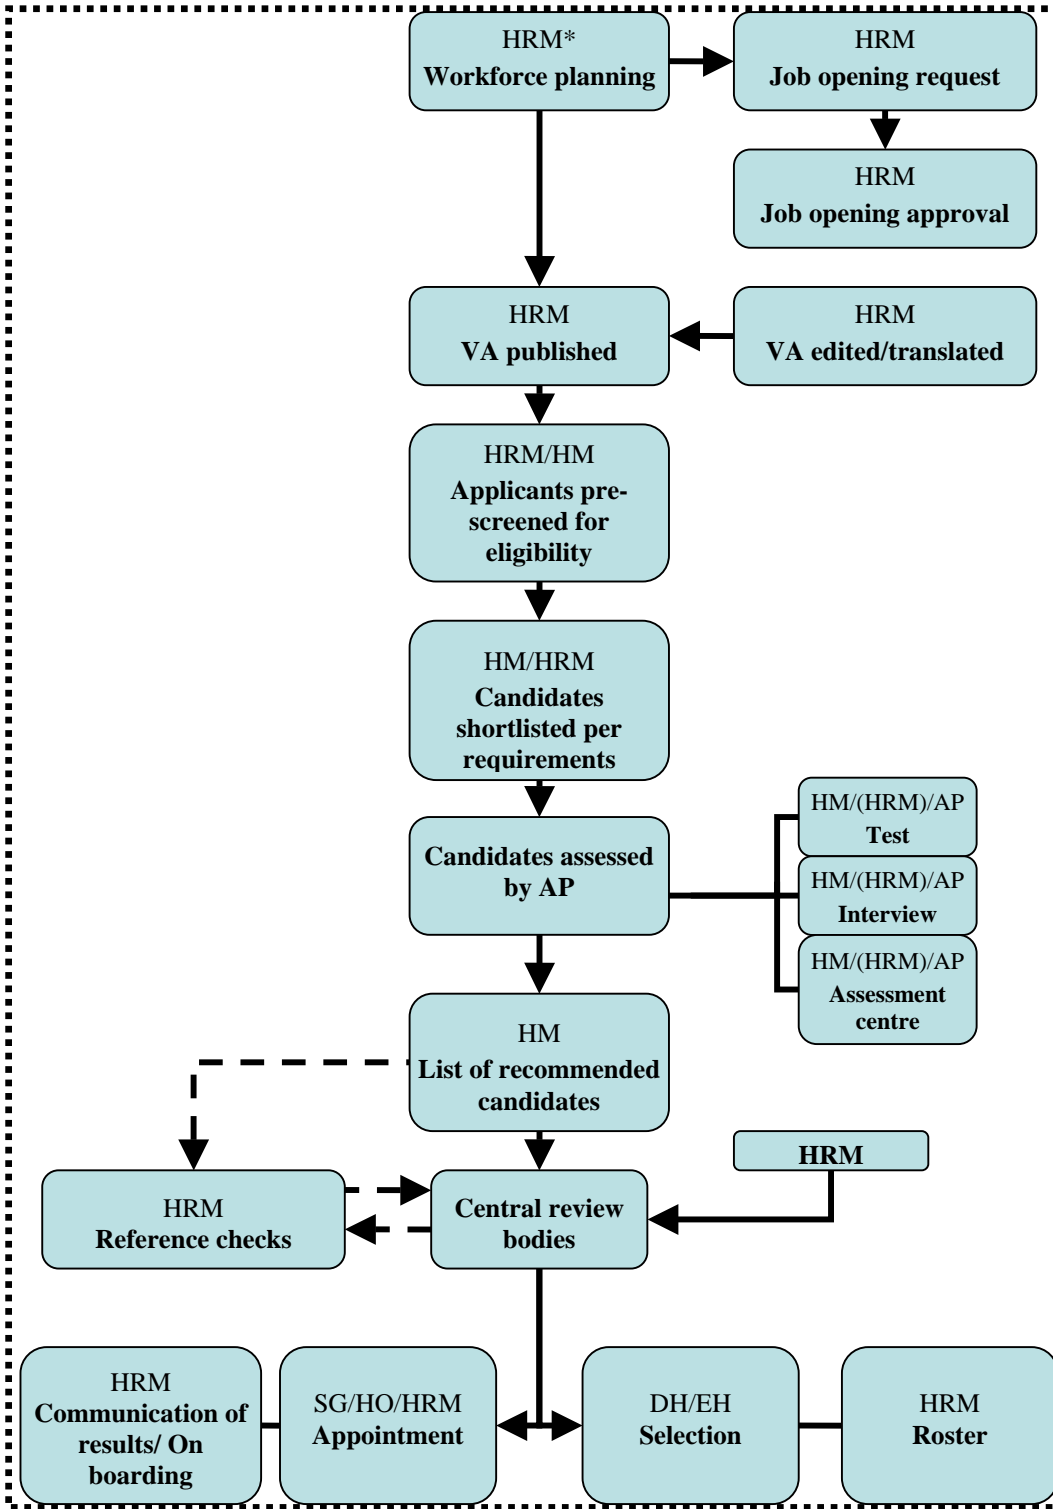 HRM*
Workforce planning
HRM
Job opening request
HRM
Job opening approval
HRM
VA published
HRM
VA edited/translated
HRM/HM
Applicants pre-
screened for
eligibility
HM/HRM
Candidates
shortlisted per
requirements
Candidates assessed
by AP
HM/(HRM)/AP
Test
HM/(HRM)/AP
Interview
HM/(HRM)/AP
Assessment
centre
HM
List of recommended
candidates
HRM
HRM
Reference checks
Central review
bodies
HRM
Communication of
results/ On
boarding
SG/HO/HRM
Appointment
DH/EH
Selection
HRM
Roster